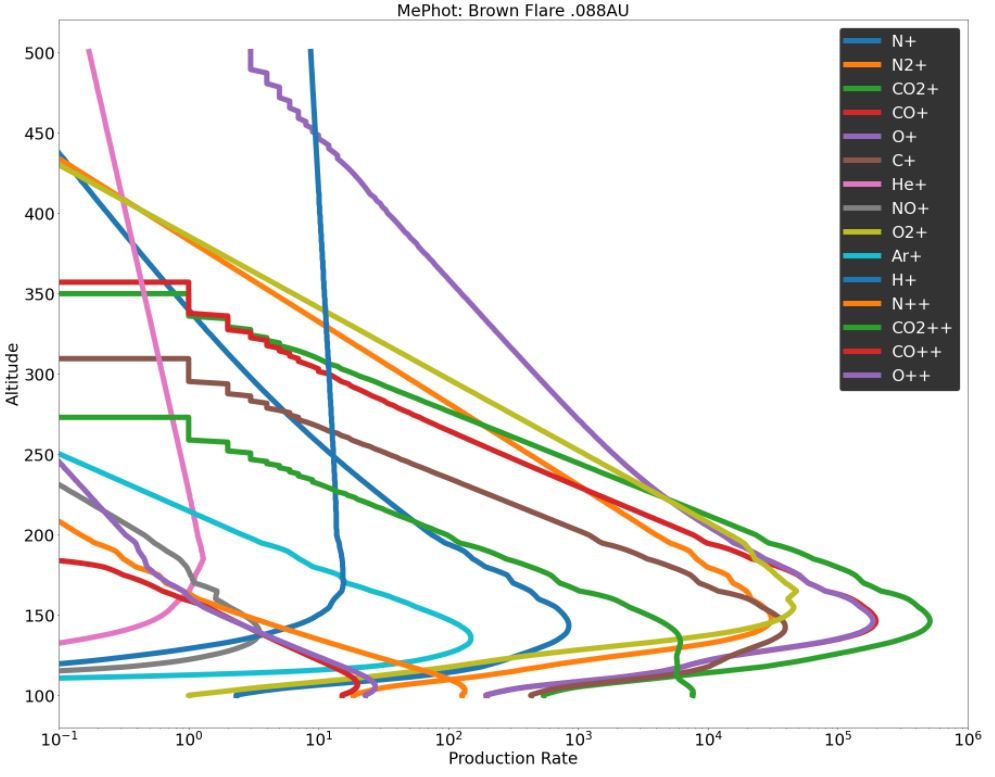 MePhot: Brown Flare .088AU
500
450
400
350
300
250
200
150
100
Altitude
10⁻¹ 10⁰ 10¹ 10² 10³ 10⁴ 10⁵ 10⁶
Production Rate
N+
N2+
CO2+
CO+
O+
C+
He+
NO+
O2+
Ar+
H+
N++
CO2++
CO++
O++